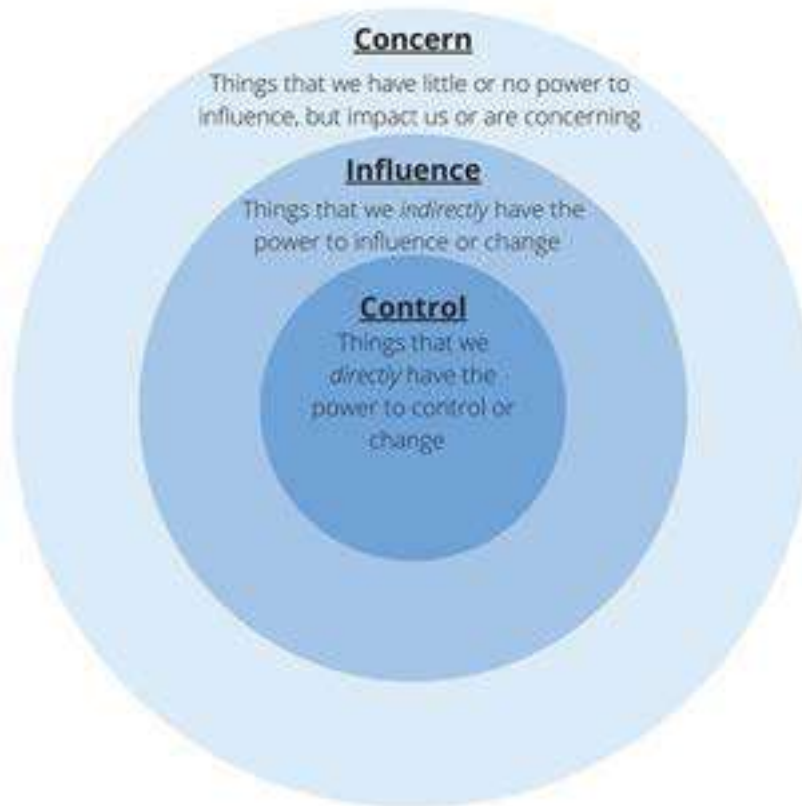 Concern
Things that we have little or no power to
influence, but impact us or are concerning
Influence
Things that we indirectly have the
power to influence or change
Control
Things that we
directly have the
power to control or
change